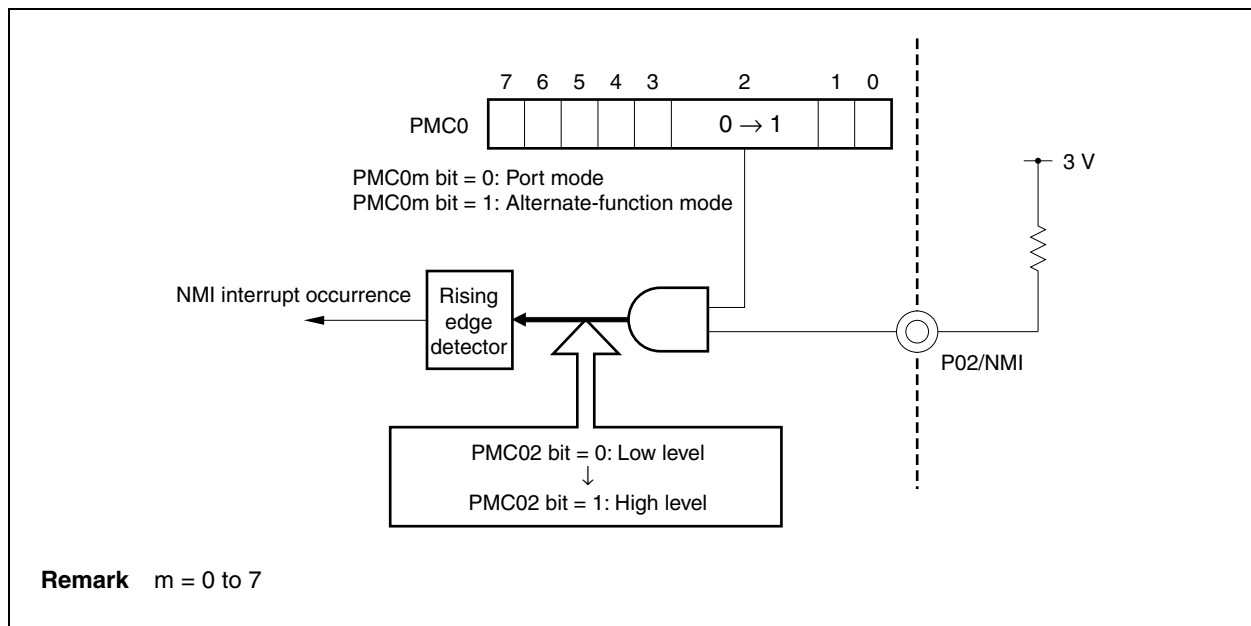 7 6 5 4 3 2 1 0
PMC0 0 → 1
3 V
PMC0m bit = 0: Port mode
PMC0m bit = 1: Alternate-function mode
NMI interrupt occurrence
Rising
edge
detector
P02/NMI
PMC02 bit = 0: Low level
↓
PMC02 bit = 1: High level
Remark m = 0 to 7